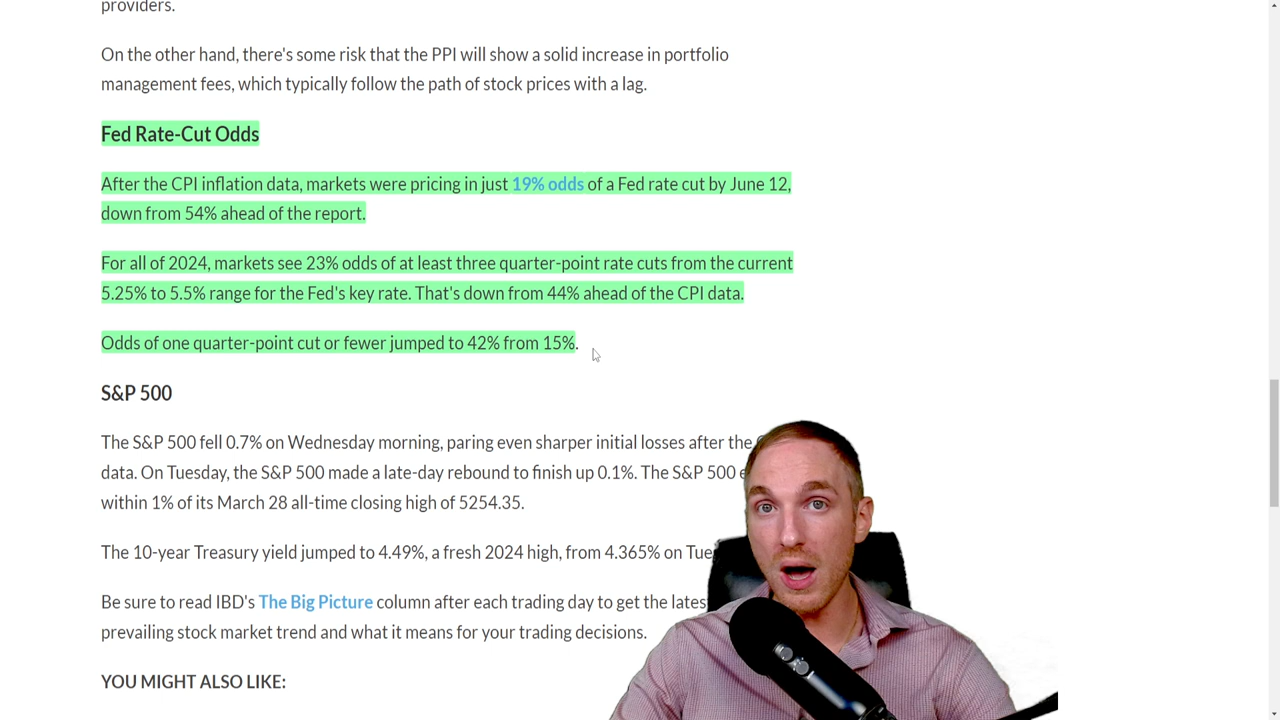 providers.
On the other hand, there's some risk that the PPI will show a solid increase in portfolio
management fees, which typically follow the path of stock prices with a lag.
Fed Rate-Cut Odds
After the CPI inflation data, markets were pricing in just 19% odds of a Fed rate cut by June 12,
down from 54% ahead of the report.
For all of 2024, markets see 23% odds of at least three quarter-point rate cuts from the current
5.25% to 5.5% range for the Fed's key rate. That's down from 44% ahead of the CPI data.
Odds of one quarter-point cut or fewer jumped to 42% from 15%.
S&P 500
The S&P 500 fell 0.7% on Wednesday morning, paring even sharper initial losses after the
data. On Tuesday, the S&P 500 made a late-day rebound to finish up 0.1%. The S&P 500
within 1% of its March 28 all-time closing high of 5254.35.
The 10-year Treasury yield jumped to 4.49%, a fresh 2024 high, from 4.365% on
Be sure to read IBD's The Big Picture column after each trading day to get the
prevailing stock market trend and what it means for your trading decisions.
YOU MIGHT ALSO LIKE: